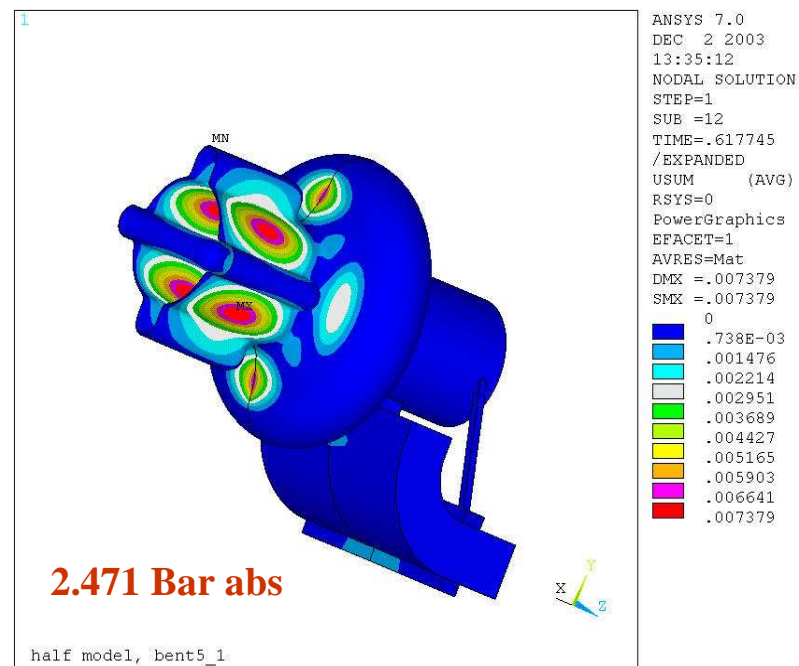 1
ANSYS 7.0
DEC 2 2003
13:35:12
NODAL SOLUTION
STEP=1
SUB =12
TIME=.617745
/EXPANDED
USUM (AVG)
RSYS=0
PowerGraphics
EFACET=1
AVRES=Mat
DMX =.007379
SMX =.007379
0
.738E-03
.001476
.002214
.002951
.003689
.004427
.005165
.005903
.006641
.007379
MN
MX
2.471 Bar abs
Y
X
Z
half model, bent5_1